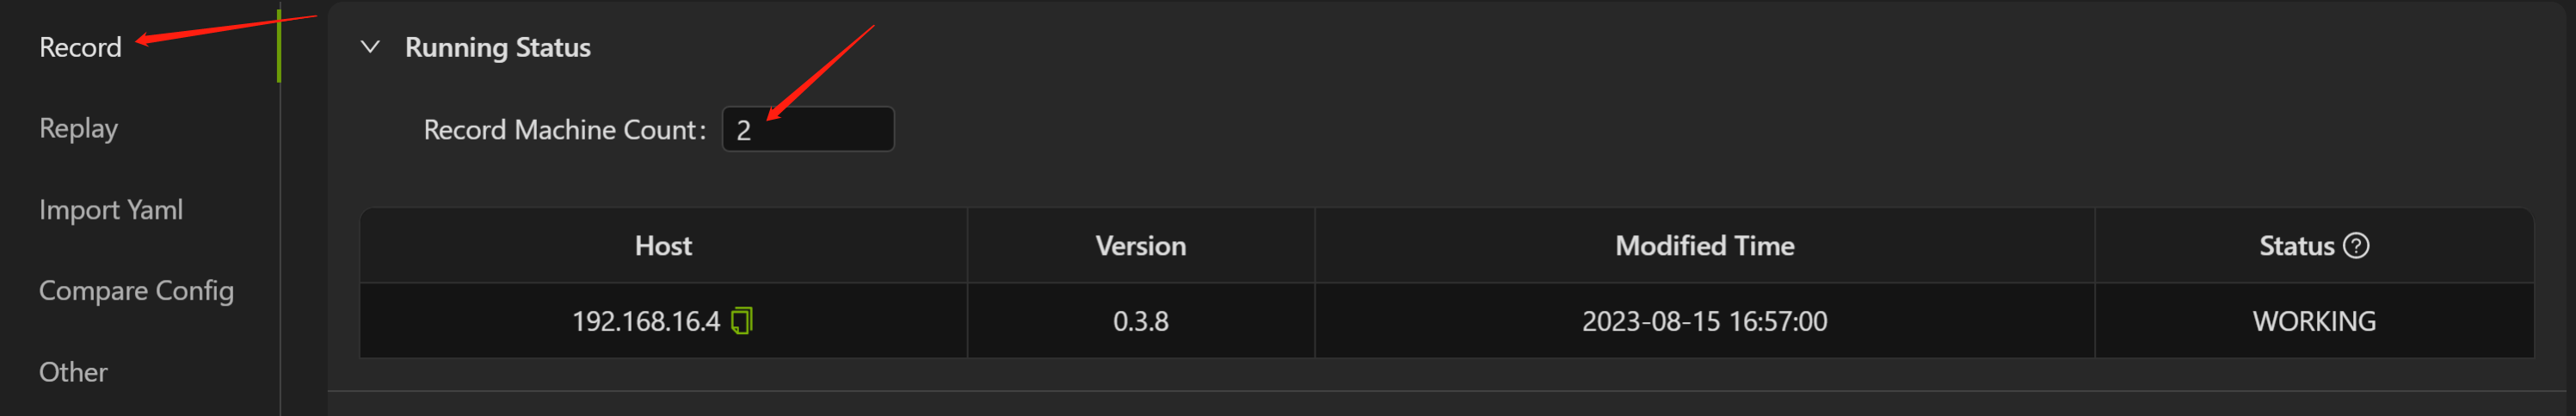 Record
Replay
Import Yaml
Compare Config
Other
Running Status
Record Machine Count: 2
Host Version Modified Time Status
192.168.16.4 0.3.8 2023-08-15 16:57:00 WORKING